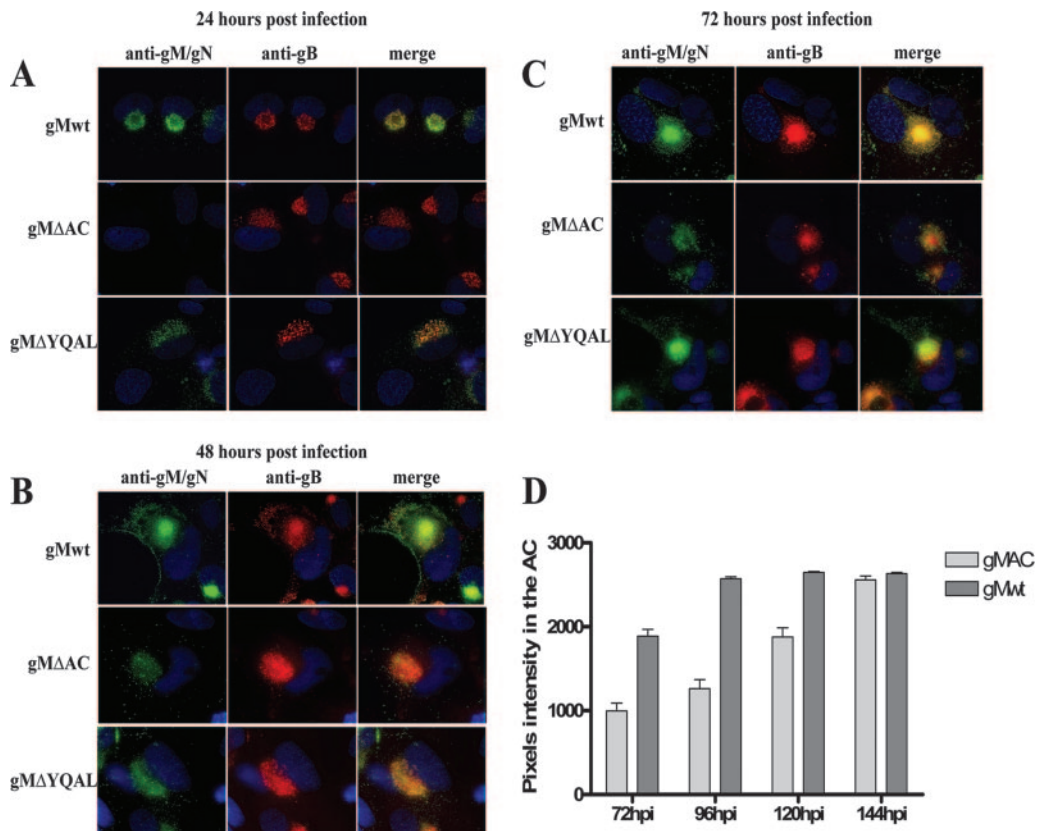 24 hours post infection
A
anti-gM/gN anti-gB merge
gMwt
gMΔAC
gMΔYQAL
48 hours post infection
B
anti-gM/gN anti-gB merge
gMwt
gMΔAC
gMΔYQAL
72 hours post infection
C
anti-gM/gN anti-gB merge
gMwt
gMΔAC
gMΔYQAL
D
Pixels intensity in the AC
3000
2000
1000
0
72hpi 96hpi 120hpi 144hpi
gMAC
gMwt